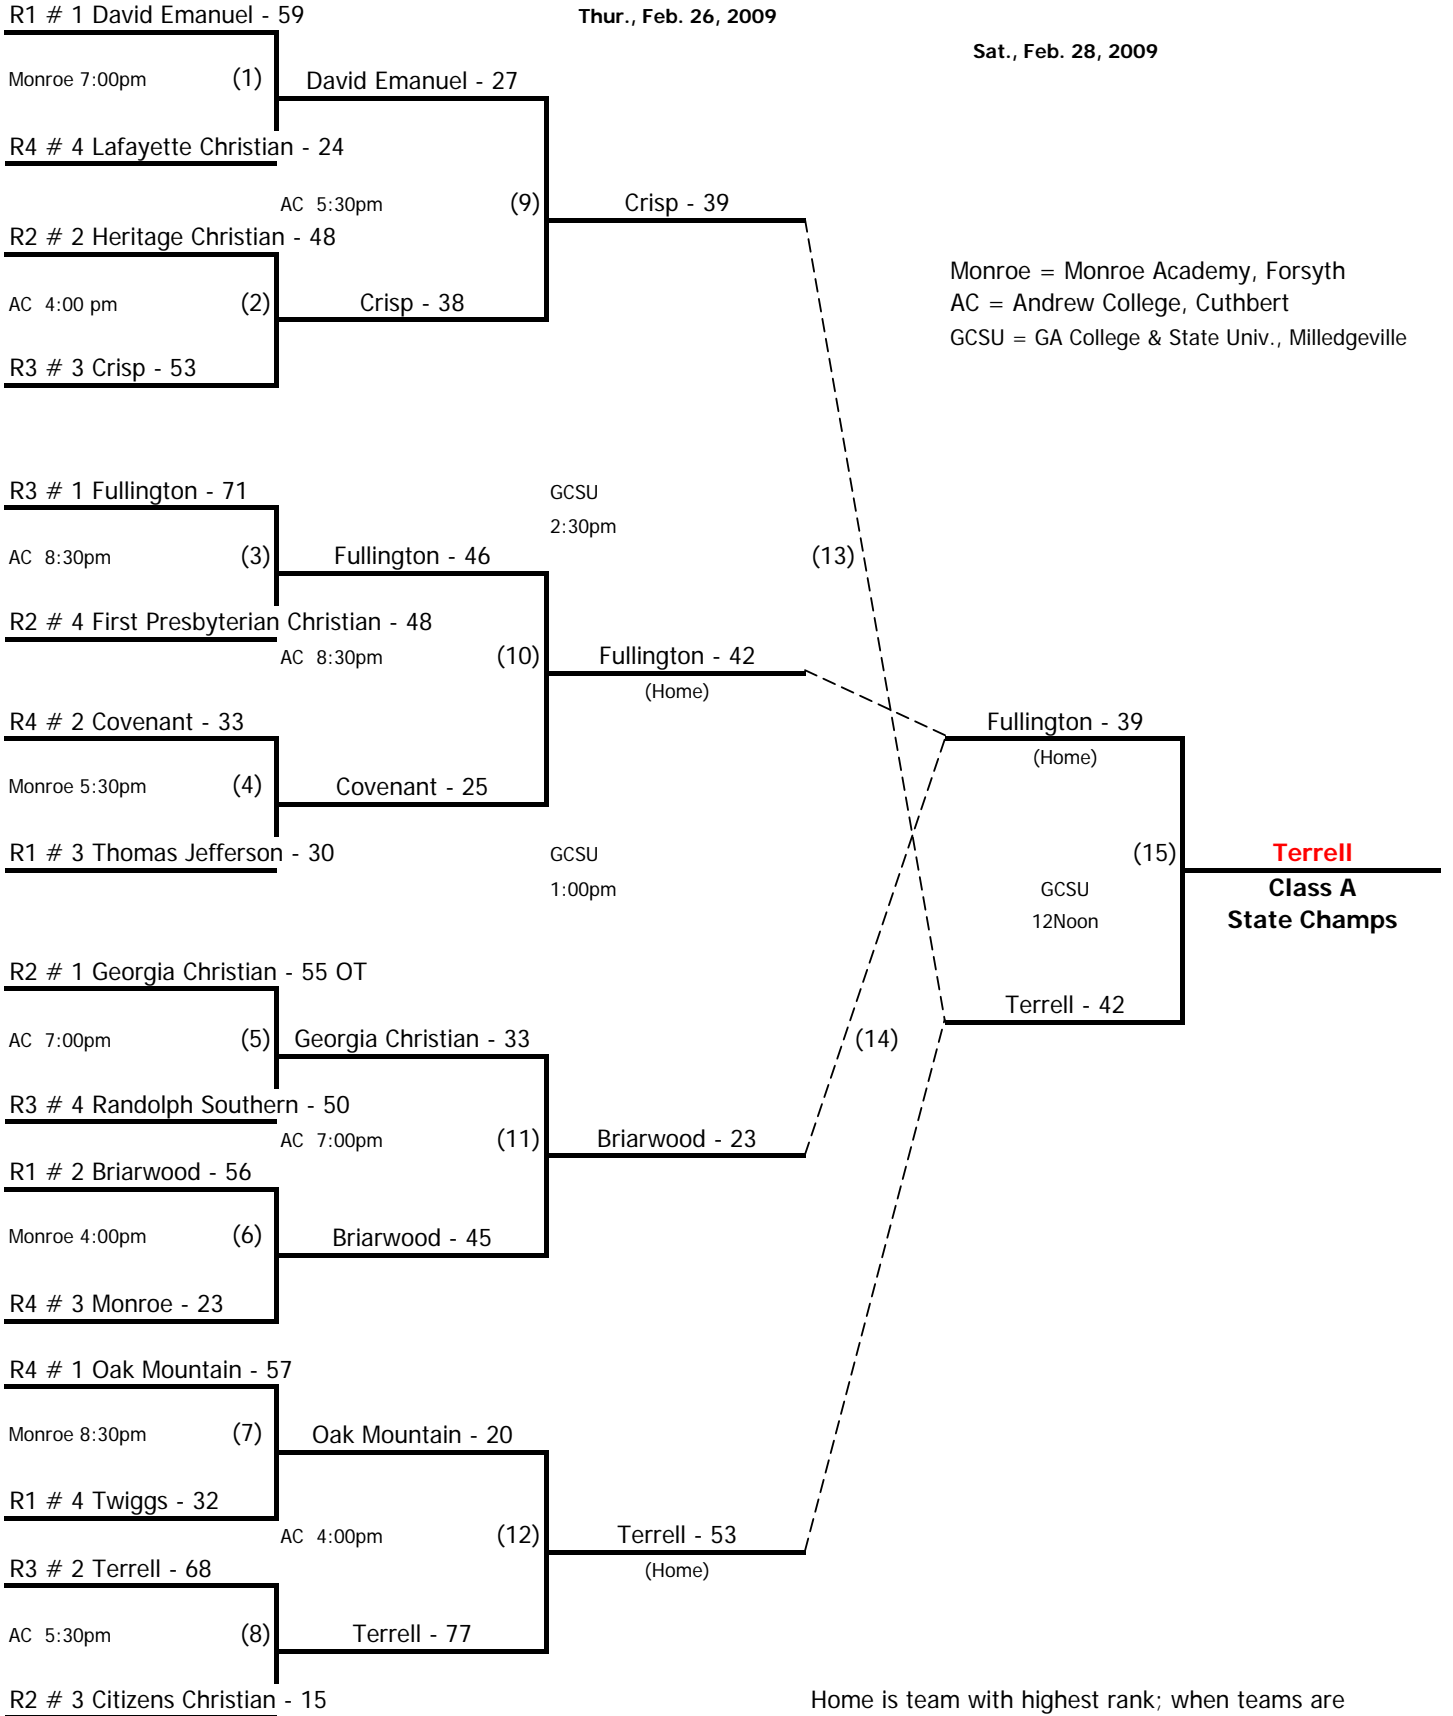 R1 # 1 David Emanuel - 59
Thur., Feb. 26, 2009
Sat., Feb. 28, 2009
Monroe 7:00pm (1)
David Emanuel - 27
R4 # 4 Lafayette Christian - 24
AC 5:30pm (9)
Crisp - 39
R2 # 2 Heritage Christian - 48
Monroe = Monroe Academy, Forsyth
AC = Andrew College, Cuthbert
GCSU = GA College & State Univ., Milledgeville
AC 4:00 pm (2)
Crisp - 38
R3 # 3 Crisp - 53
R3 # 1 Fullington - 71
GCSU
2:30pm
AC 8:30pm (3)
Fullington - 46
(13)
R2 # 4 First Presbyterian Christian - 48
AC 8:30pm (10)
Fullington - 42
(Home)
R4 # 2 Covenant - 33
Fullington - 39
(Home)
Monroe 5:30pm (4)
Covenant - 25
R1 # 3 Thomas Jefferson - 30
GCSU
1:00pm
(15)
Terrell
GCSU
12Noon
Class A
State Champs
R2 # 1 Georgia Christian - 55 OT
Terrell - 42
AC 7:00pm (5)
Georgia Christian - 33
(14)
R3 # 4 Randolph Southern - 50
AC 7:00pm (11)
Briarwood - 23
R1 # 2 Briarwood - 56
Monroe 4:00pm (6)
Briarwood - 45
R4 # 3 Monroe - 23
R4 # 1 Oak Mountain - 57
Monroe 8:30pm (7)
Oak Mountain - 20
R1 # 4 Twiggs - 32
AC 4:00pm (12)
Terrell - 53
(Home)
R3 # 2 Terrell - 68
AC 5:30pm (8)
Terrell - 77
R2 # 3 Citizens Christian - 15
Home is team with highest rank; when teams are